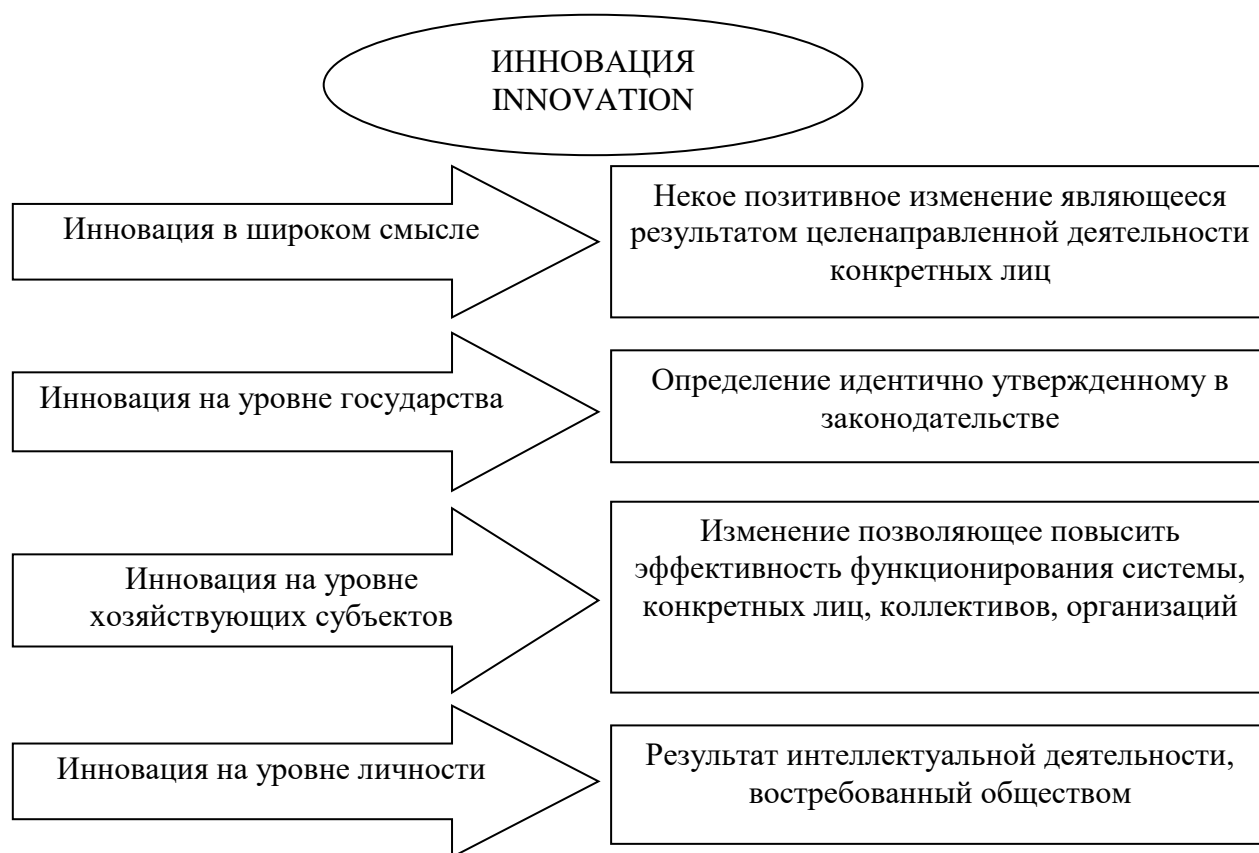 ИННОВАЦИЯ
INNOVATION
Инновация в широком смысле
Некое позитивное изменение являющееся
результатом целенаправленной деятельности
конкретных лиц
Инновация на уровне государства
Определение идентично утвержденному в
законодательстве
Инновация на уровне
хозяйствующих субъектов
Изменение позволяющее повысить
эффективность функционирования системы,
конкретных лиц, коллективов, организаций
Инновация на уровне личности
Результат интеллектуальной деятельности,
востребованный обществом